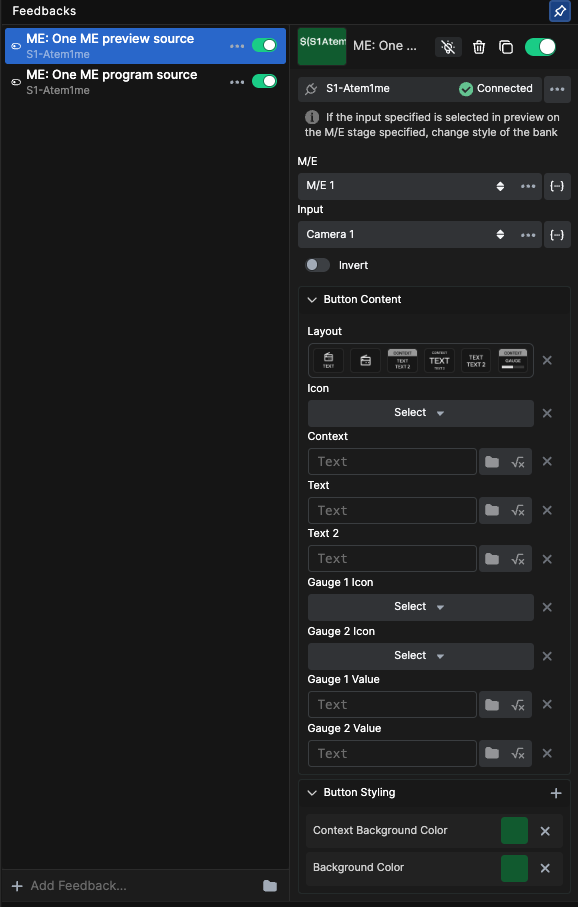 Feedbacks
ME: One ME preview source
S1-Atem1me
ME: One ME program source
S1-Atem1me
Add Feedback...
$(S1Atem
ME: One ...
S1-Atem1me
Connected
If the input specified is selected in preview on
the M/E stage specified, change style of the bank
M/E
M/E 1
Input
Camera 1
Invert
Button Content
Layout
TEXT
CONTEXT
TEXT
TEXT 2
CONTEXT
TEXT
TEXT 2
TEXT
TEXT 2
CONTEXT
GAUGE
Icon
Select
Context
Text
Text
Text
Text 2
Text
Gauge 1 Icon
Select
Gauge 2 Icon
Select
Gauge 1 Value
Text
Gauge 2 Value
Text
Button Styling
Context Background Color
Background Color